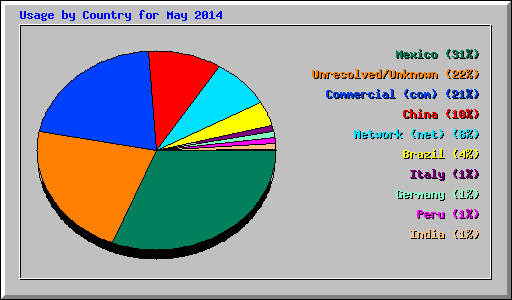 Usage by Country for May 2014
Mexico (31%)
Unresolved/Unknown (22%)
Commercial (com) (21%)
China (10%)
Network (net) (8%)
Brazil (4%)
Italy (1%)
Germany (1%)
Peru (1%)
India (1%)